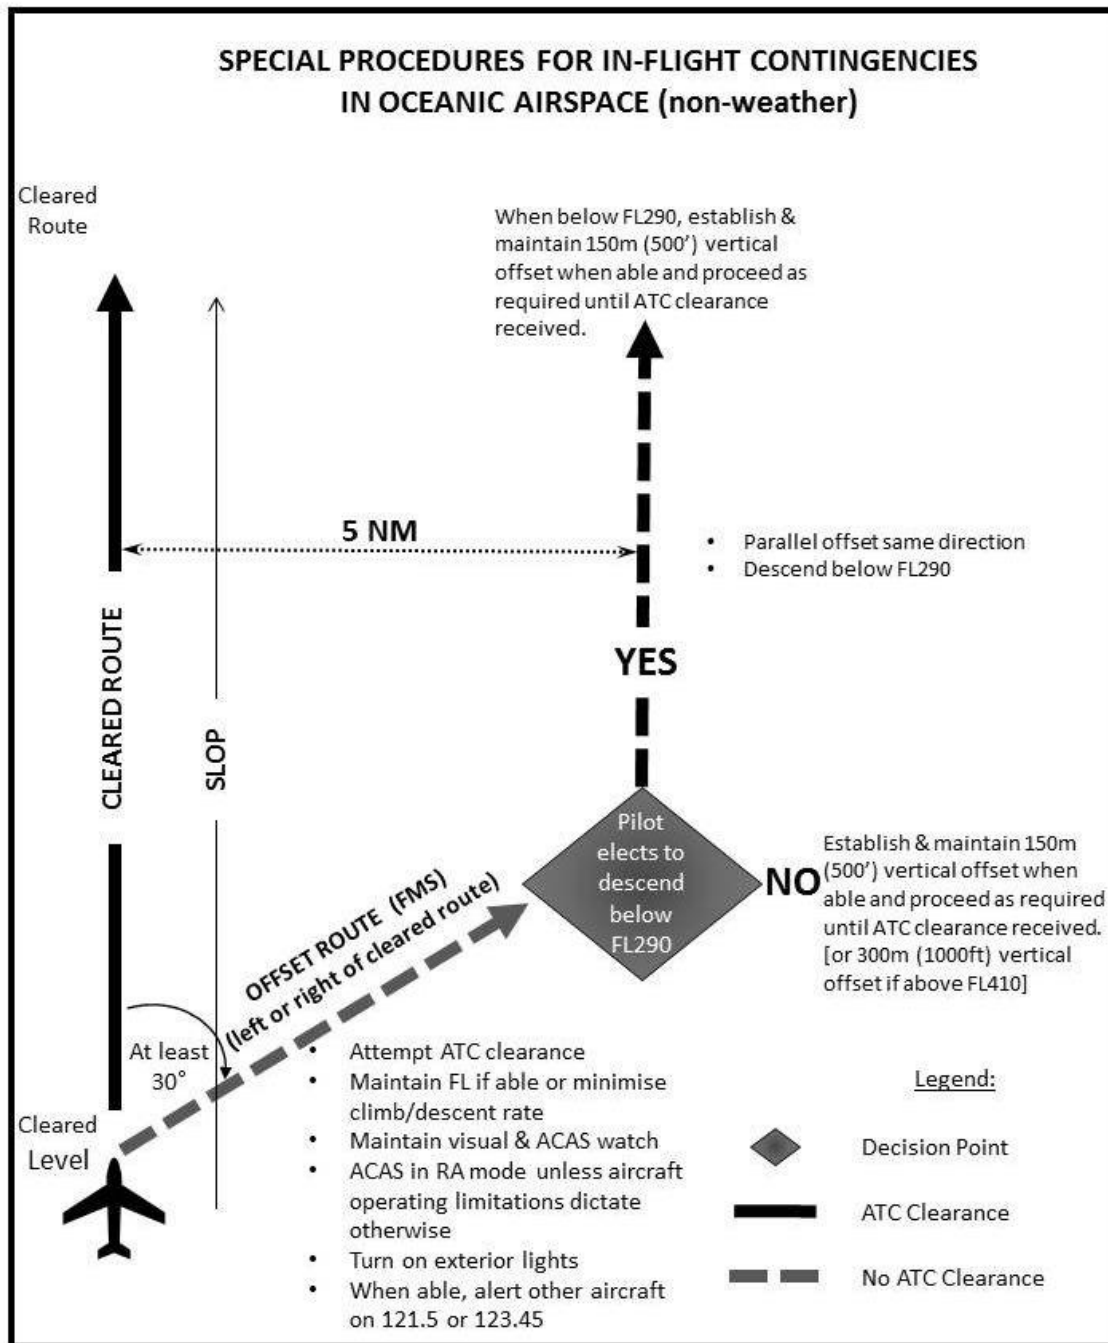 SPECIAL PROCEDURES FOR IN-FLIGHT CONTINGENCIES
IN OCEANIC AIRSPACE (non-weather)
Cleared
Route
When below FL290, establish &
maintain 150m (500') vertical
offset when able and proceed as
required until ATC clearance
received.
5 NM
• Parallel offset same direction
• Descend below FL290
CLEARED ROUTE
SLOP
YES
Pilot
elects to
descend
below
FL290
NO
Establish & maintain 150m
(500') vertical offset when
able and proceed as required
until ATC clearance received.
[or 300m (1000ft) vertical
offset if above FL410]
OFFSET ROUTE (FMS)
(left or right of cleared route)
At least
30°
Cleared
Level
• Attempt ATC clearance
• Maintain FL if able or minimise
climb/descent rate
• Maintain visual & ACAS watch
• ACAS in RA mode unless aircraft
operating limitations dictate
otherwise
• Turn on exterior lights
• When able, alert other aircraft
on 121.5 or 123.45
Legend:
Decision Point
ATC Clearance
No ATC Clearance